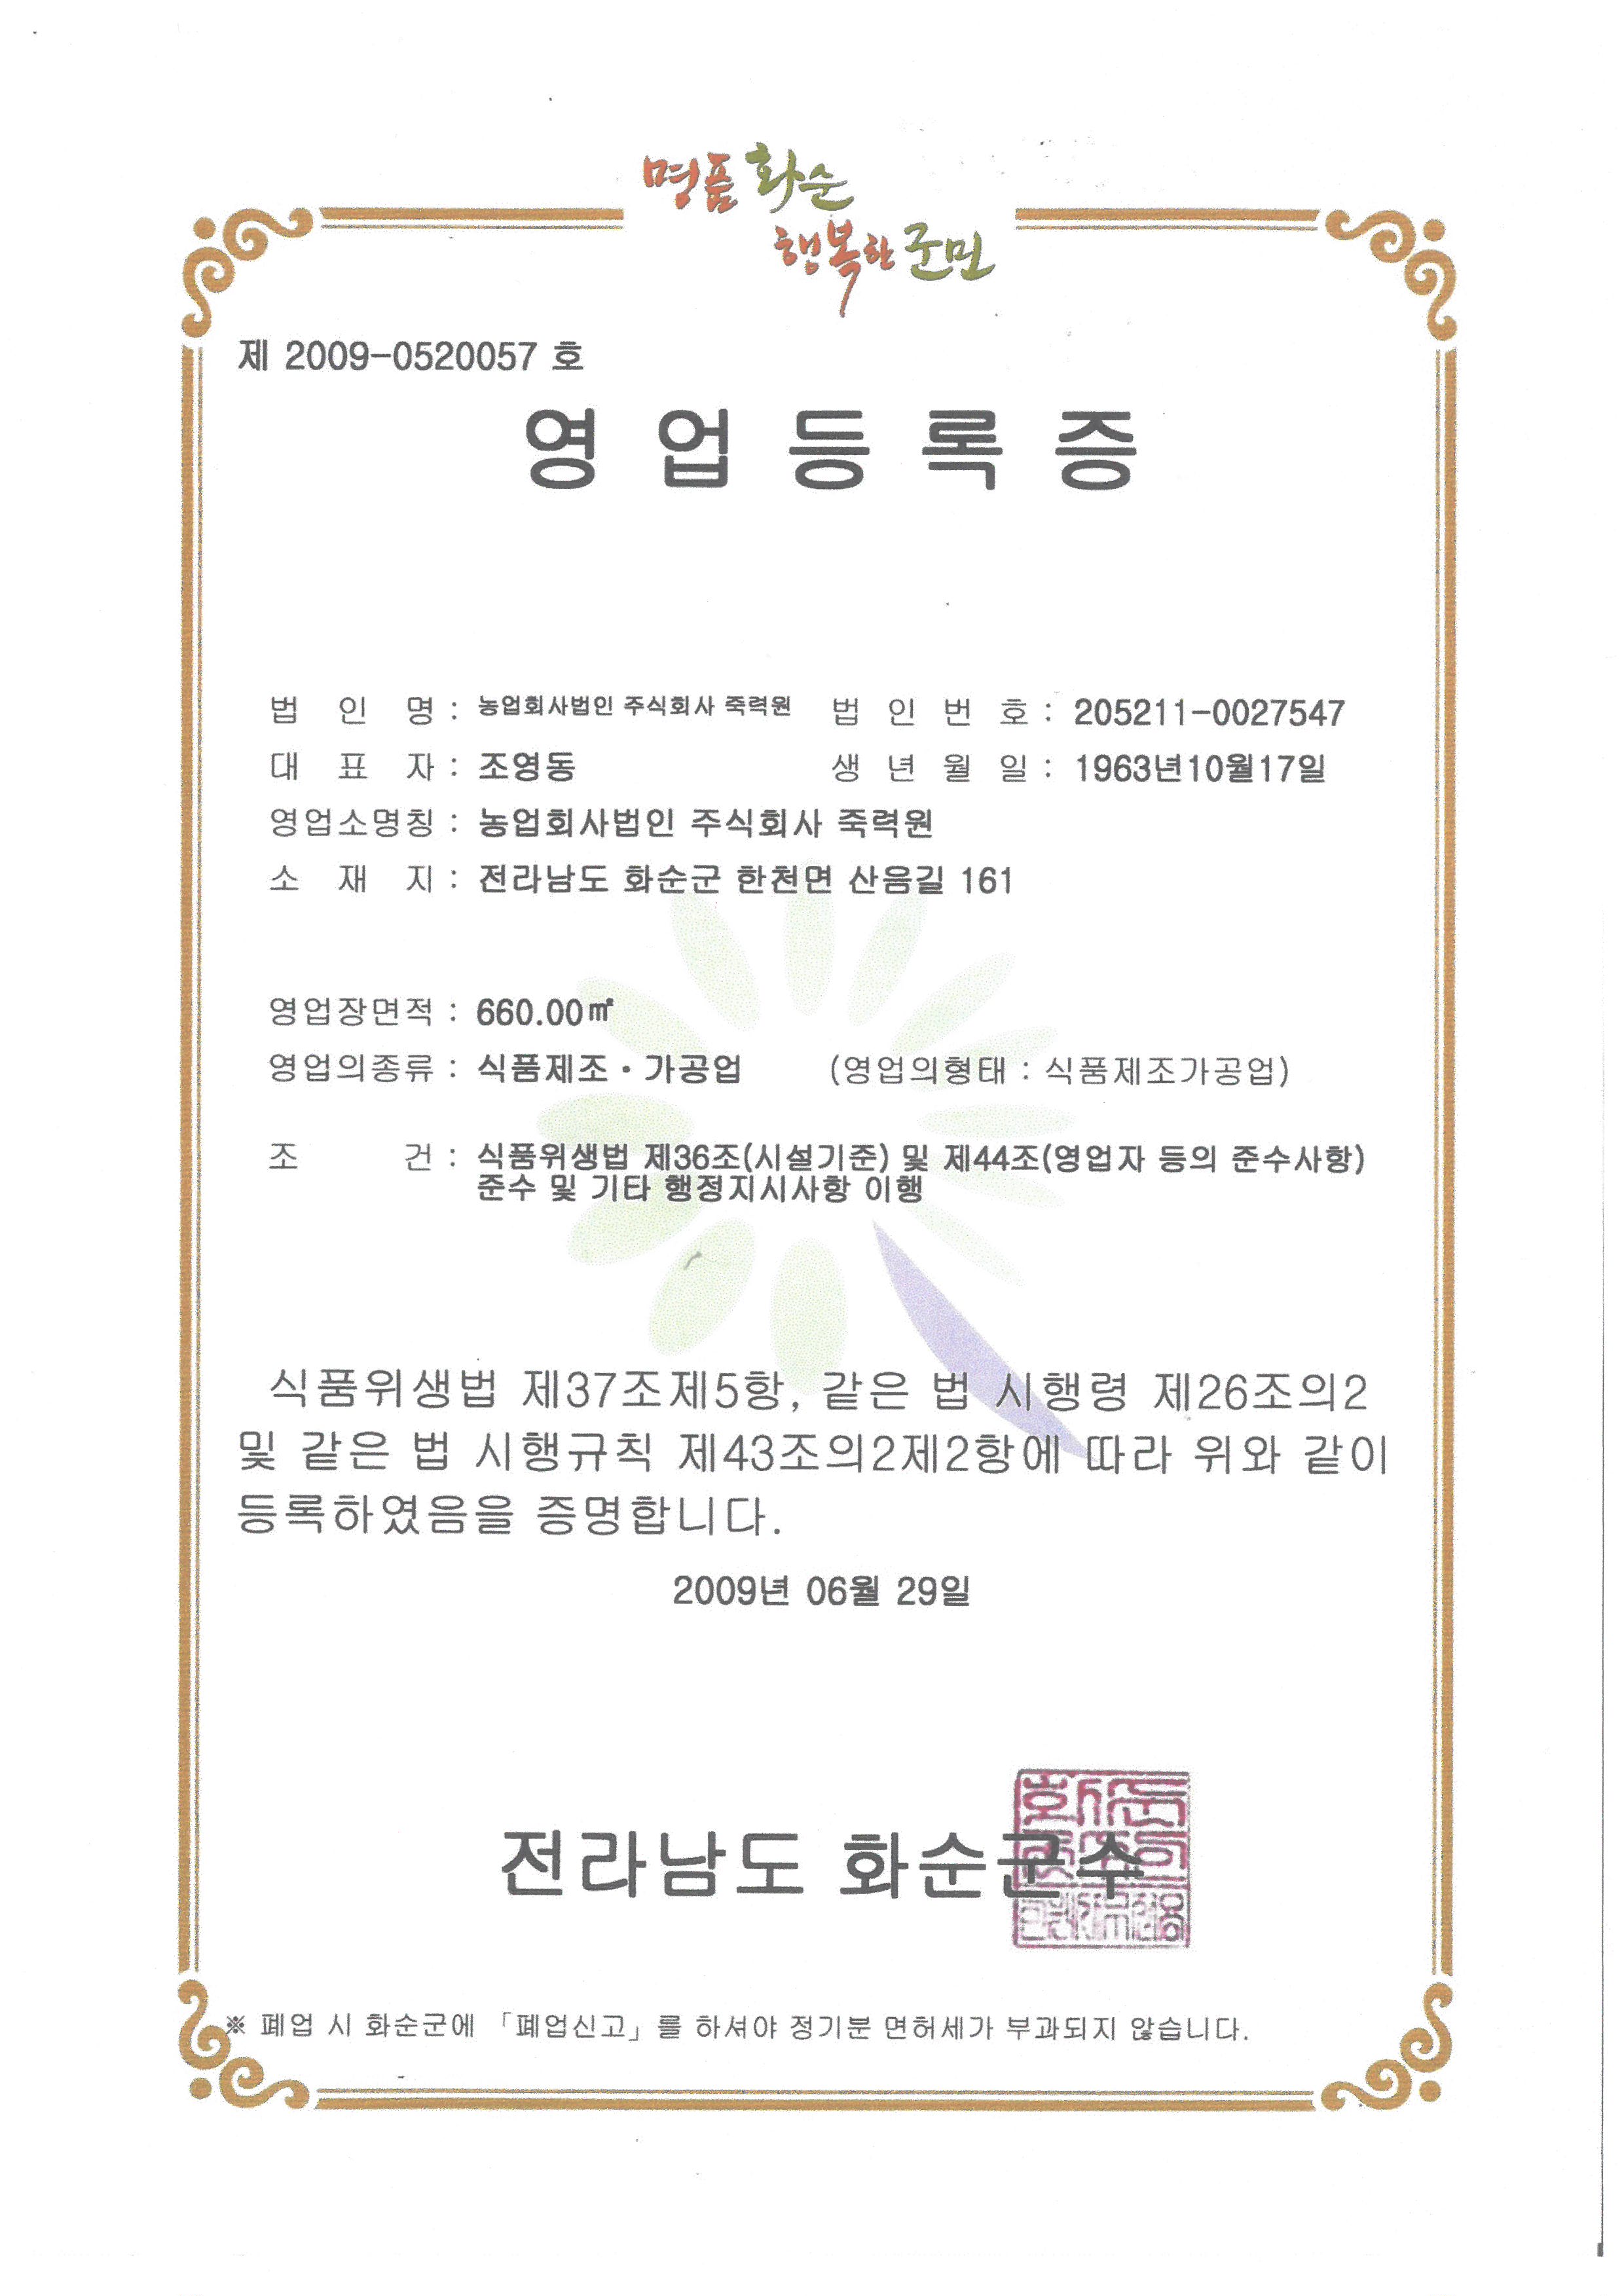 명품 화순
행복한 군민
제 2009-0520057 호
영 업 등 록 증
법 인 명 : 농업회사법인 주식회사 죽력원 법 인 번 호 : 205211-0027547
대 표 자 : 조영동 생 년 월 일 : 1963년10월17일
영업소명칭 : 농업회사법인 주식회사 죽력원
소 재 지 : 전라남도 화순군 한천면 산음길 161
영업장면적 : 660.00㎡
영업의종류 : 식품제조·가공업 (영업의형태 : 식품제조가공업)
조 건 : 식품위생법 제36조(시설기준) 및 제44조(영업자 등의 준수사항)
준수 및 기타 행정지시사항 이행
식품위생법 제37조제5항, 같은 법 시행령 제26조의2
및 같은 법 시행규칙 제43조의2제2항에 따라 위와 같이
등록하였음을 증명합니다.
2009년 06월 29일
전라남도 화순군수
※ 폐업 시 화순군에 「폐업신고」를 하셔야 정기분 면허세가 부과되지 않습니다.